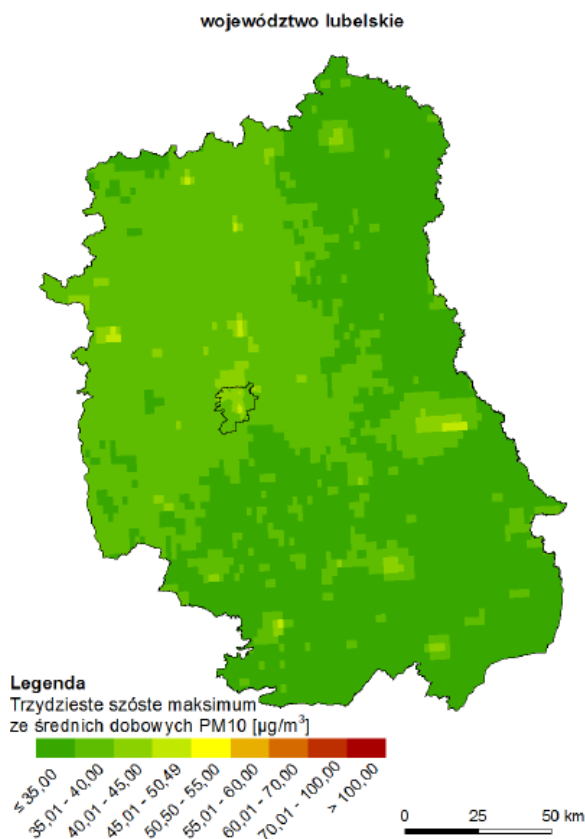 województwo lubelskie
Legenda
Trzydzieste szóste maksimum
ze średnich dobowych PM10 [µg/m³]
≤ 35,00
35,01 - 40,00
40,01 - 45,00
45,01 - 50,49
50,50 - 55,00
55,01 - 60,00
60,01 - 70,00
70,01 - 100,00
> 100,00
0 25 50 km